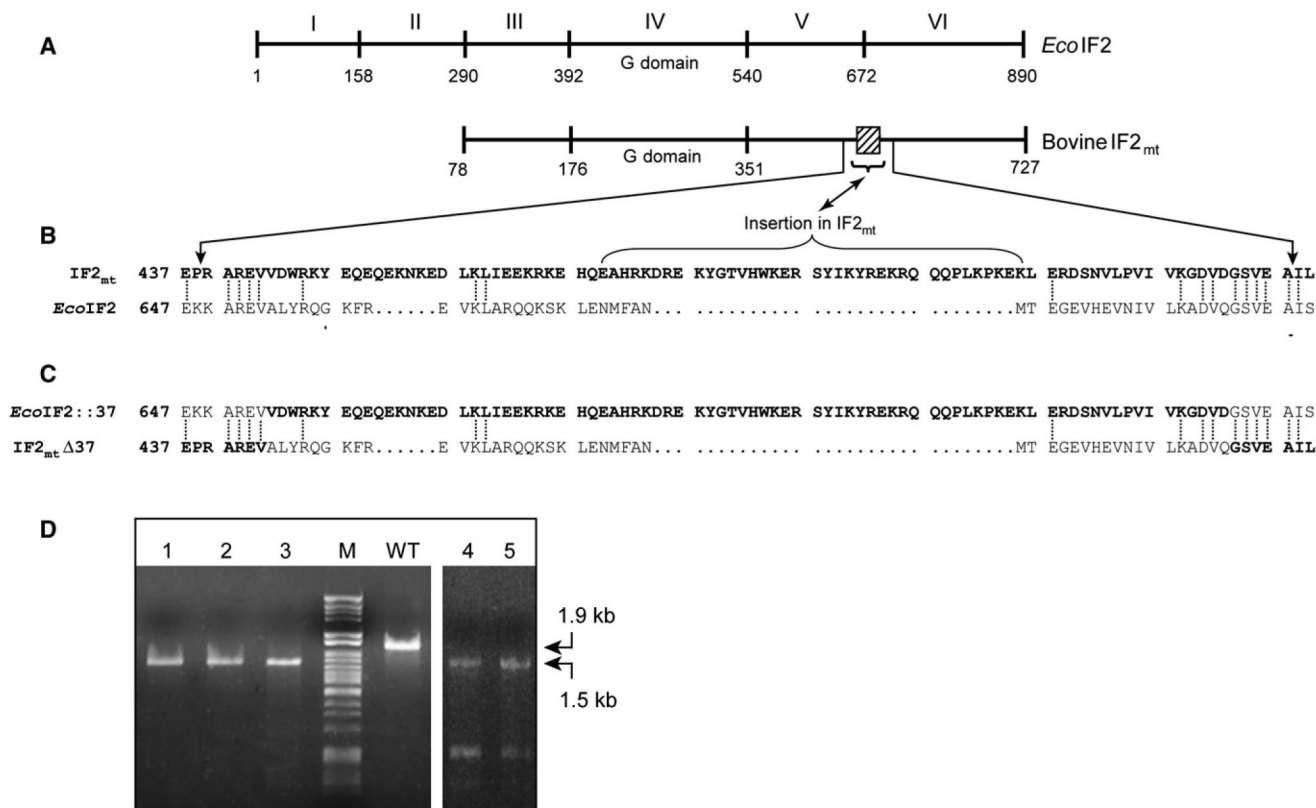 A
I II III IV V VI
EcoIF2
G domain
1 158 290 392 540 672 890
Bovine IF2mt
G domain
78 176 351 727
Insertion in IF2mt
B
IF2mt 437 EPR AREVVDWRKY EQEQEKNKED LKLIEEKRKE HQEAHRKDRE KYGTVHWKER SYIKYREKRQ QQPLKPKEKL ERDSNVLPVI VKGDVDGSVE AIL
EcoIF2 647 EKK AREVALYRQG KFR......E VKLARQQKSK LENMFAN... .......... .......... ........MT EGEVHEVNIV LKADVQGSVE AIS
C
EcoIF2::37 647 EKK AREVVDWRKY EQEQEKNKED LKLIEEKRKE HQEAHRKDRE KYGTVHWKER SYIKYREKRQ QQPLKPKEKL ERDSNVLPVI VKGDVDGSVE AIS
IF2mtΔ37 437 EPR AREVALYRQG KFR......E VKLARQQKSK LENMFAN... .......... .......... ........MT EGEVHEVNIV LKADVQGSVE AIL
D
1 2 3 M WT 4 5
1.9 kb
1.5 kb